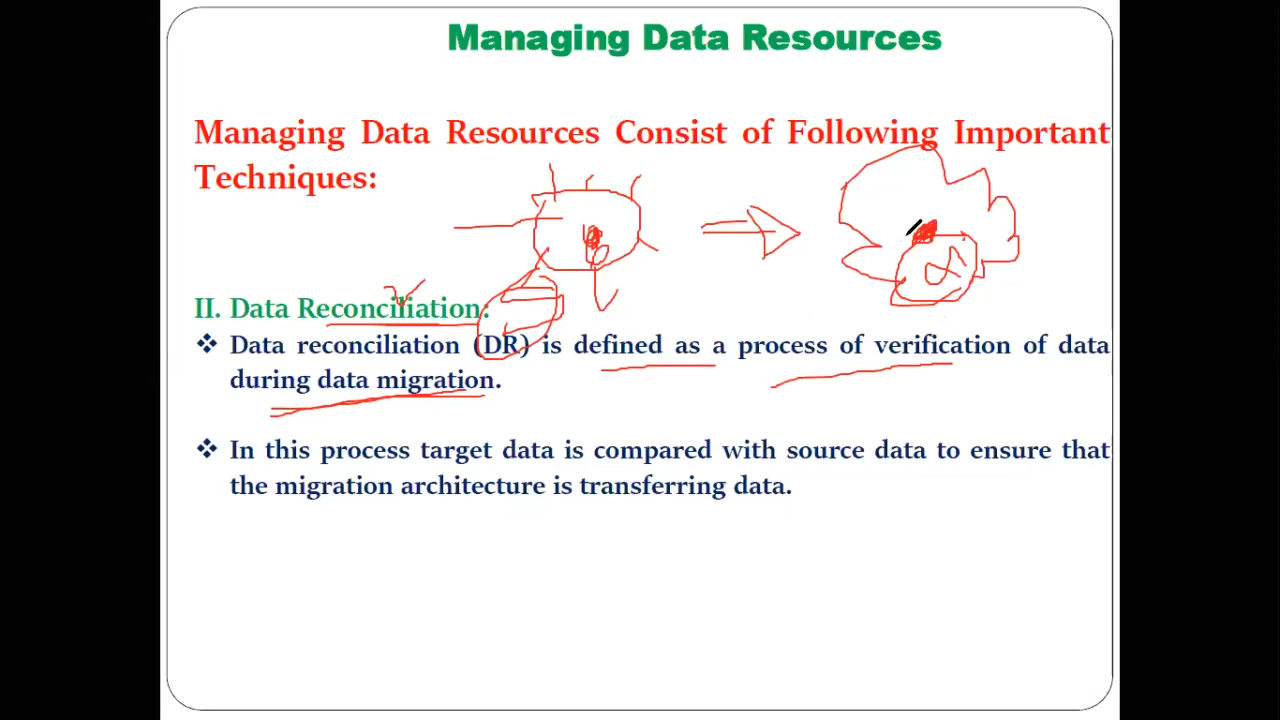 Managing Data Resources
Managing Data Resources Consist of Following Important
Techniques:
II. Data Reconciliation:
❖ Data reconciliation (DR) is defined as a process of verification of data
during data migration.
❖ In this process target data is compared with source data to ensure that
the migration architecture is transferring data.